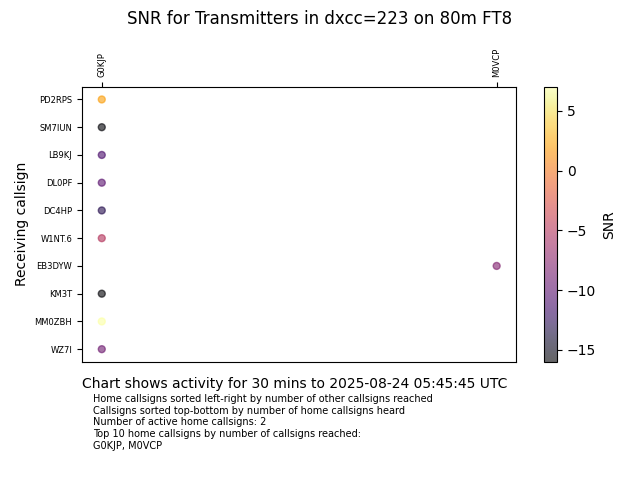 SNR for Transmitters in dxcc=223 on 80m FT8
G0KJP
M0VCP
PD2RPS
SM7IUN
LB9KJ
DL0PF
DC4HP
W1NT.6
EB3DYW
KM3T
MM0ZBH
WZ7I
Receiving callsign
5
0
−5
−10
−15
SNR
Chart shows activity for 30 mins to 2025-08-24 05:45:45 UTC
Home callsigns sorted left-right by number of other callsigns reached
Callsigns sorted top-bottom by number of home callsigns heard
Number of active home callsigns: 2
Top 10 home callsigns by number of callsigns reached:
G0KJP, M0VCP